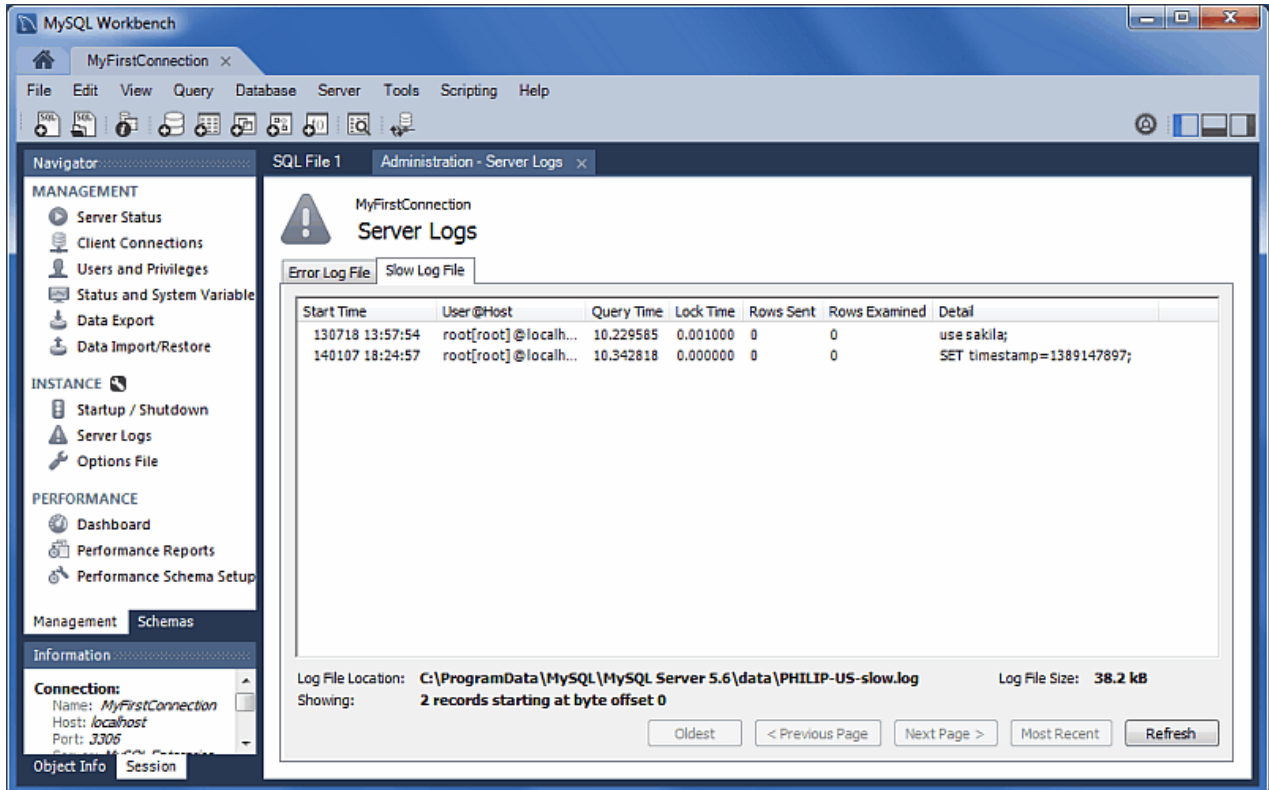 MySQL Workbench
MyFirstConnection
File Edit View Query Database Server Tools Scripting Help
Navigator
MANAGEMENT
Server Status
Client Connections
Users and Privileges
Status and System Variable
Data Export
Data Import/Restore
INSTANCE
Startup / Shutdown
Server Logs
Options File
PERFORMANCE
Dashboard
Performance Reports
Performance Schema Setup
Management Schemas
Information
Connection:
Name: MyFirstConnection
Host: localhost
Port: 3306
Object Info Session
SQL File 1 Administration - Server Logs
MyFirstConnection
Server Logs
Error Log File Slow Log File
Start Time User@Host Query Time Lock Time Rows Sent Rows Examined Detail
130718 13:57:54 root[root] @localh... 10.229585 0.001000 0 0 use sakila;
140107 18:24:57 root[root] @localh... 10.342818 0.000000 0 0 SET timestamp=1389147897;
Log File Location: C:\ProgramData\MySQL\MySQL Server 5.6\data\PHILIP-US-slow.log Log File Size: 38.2 kB
Showing: 2 records starting at byte offset 0
Oldest < Previous Page Next Page > Most Recent Refresh